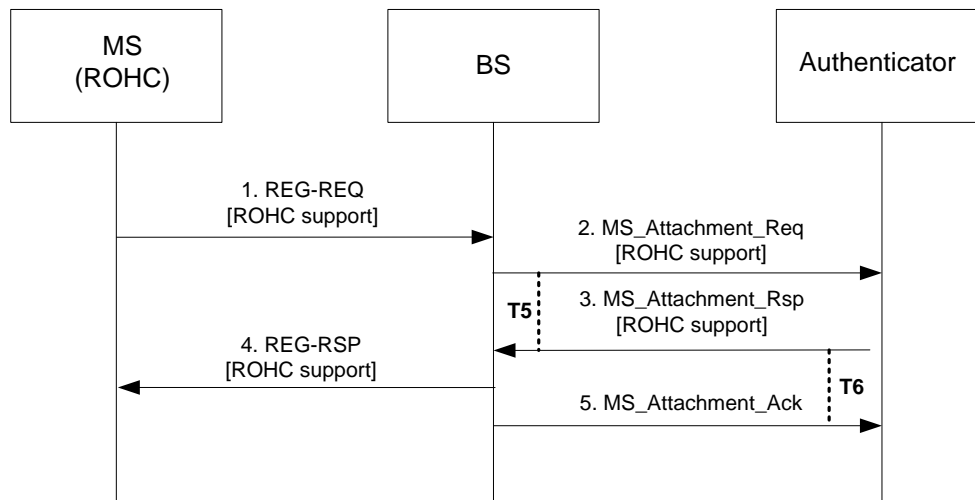 MS
(ROHC)
BS
Authenticator
1. REG-REQ
[ROHC support]
2. MS_Attachment_Req
[ROHC support]
T5
3. MS_Attachment_Rsp
[ROHC support]
4. REG-RSP
[ROHC support]
T6
5. MS_Attachment_Ack